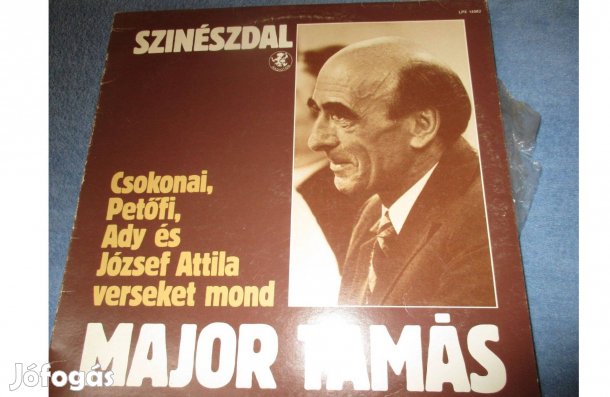 SZINÉSZDAL
Csokonai,
Petőfi,
Ady és
József Attila
verseket mond
MAJOR TAMÁS
Jófogás